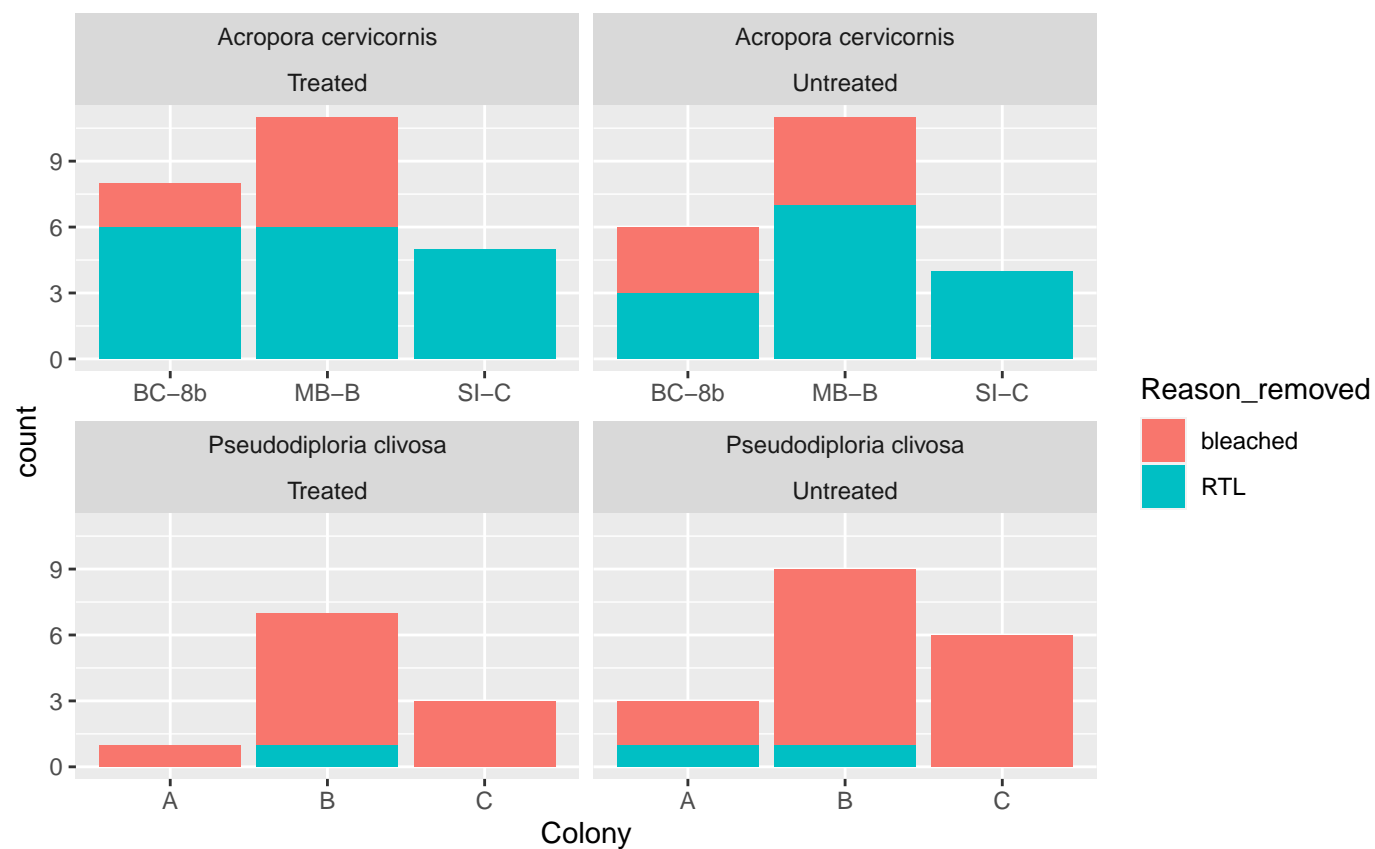 Acropora cervicornis
Treated
Acropora cervicornis
Untreated
9
6
3
0
BC−8b MB−B SI−C
BC−8b MB−B SI−C
Pseudodiploria clivosa
Treated
Pseudodiploria clivosa
Untreated
9
6
3
0
A B C
A B C
Colony
count
Reason_removed
bleached
RTL